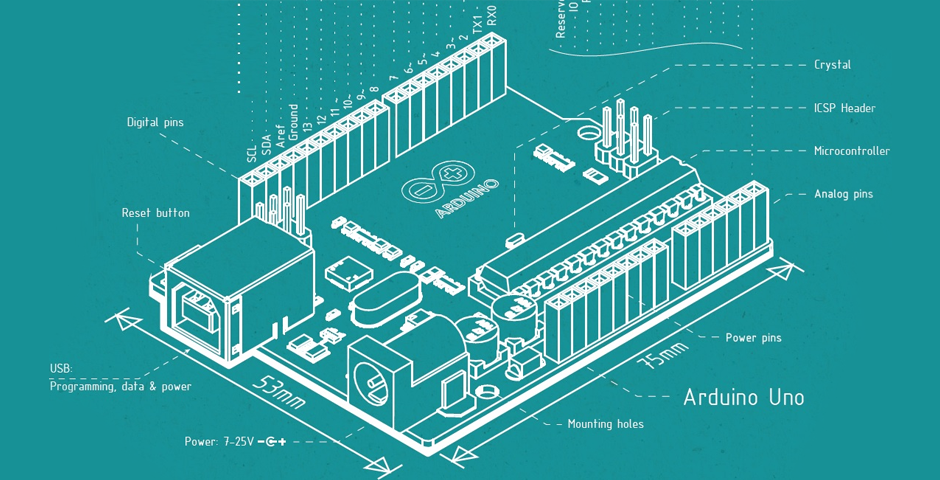 Reserv
IO
RX0
TX1
2
3~
4
5~
6~
7
8
9~
10~
11~
12
13
Ground
Aref
SDA
SCL
Digital pins
Reset button
USB:
Programming, data & power
Power: 7-25V
53mm
75mm
ARDUINO
Crystal
ICSP Header
Microcontroller
Analog pins
Power pins
Arduino Uno
Mounting holes